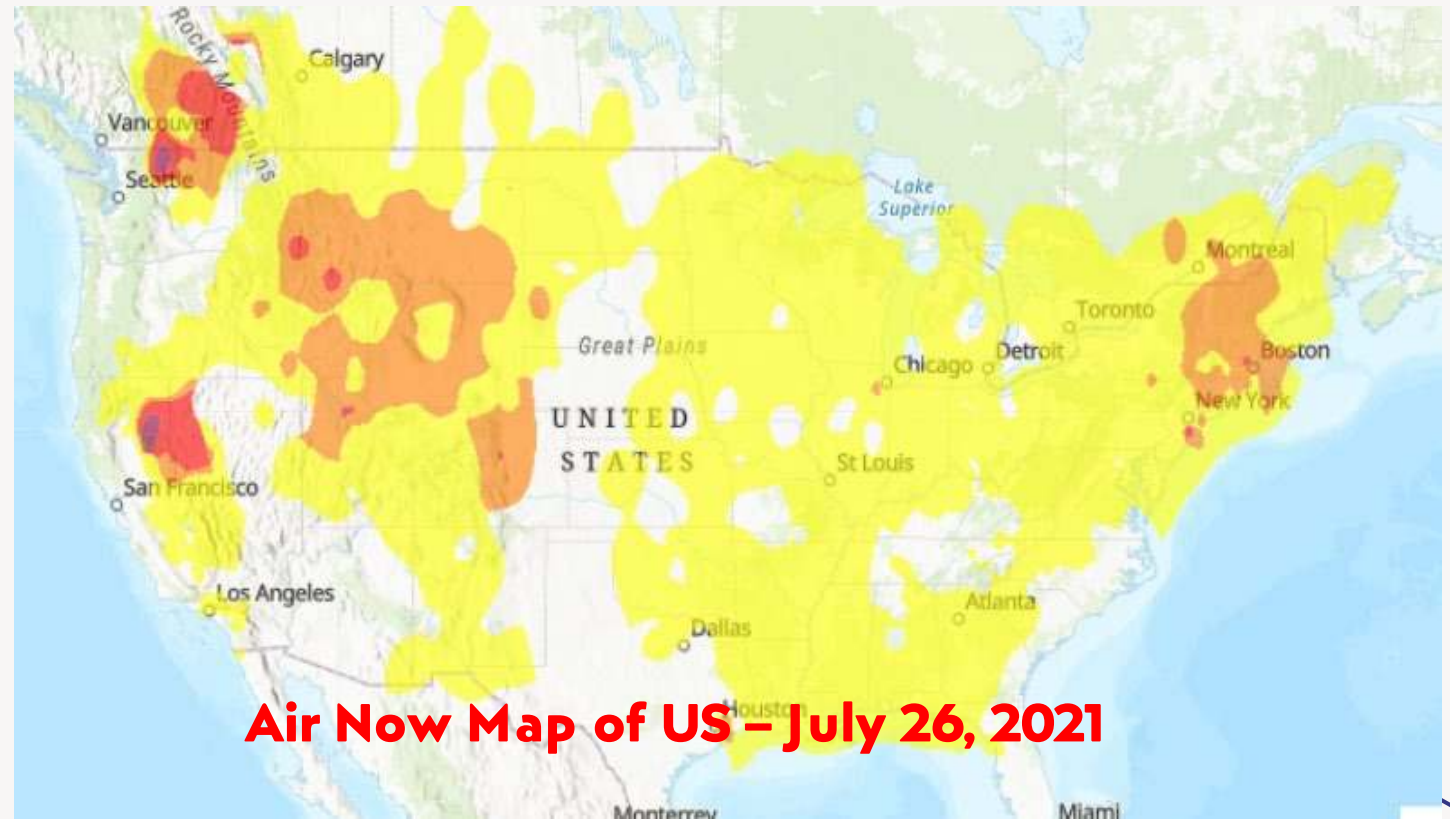 Rocky Mountains
Calgary
Vancouver
Seattle
Lake
Superior
Montreal
Toronto
Great Plains
Chicago
Detroit
Boston
New York
UNITED
STATES
St Louis
San Francisco
Los Angeles
Atlanta
Dallas
Houston
Air Now Map of US – July 26, 2021
Monterrey
Miami